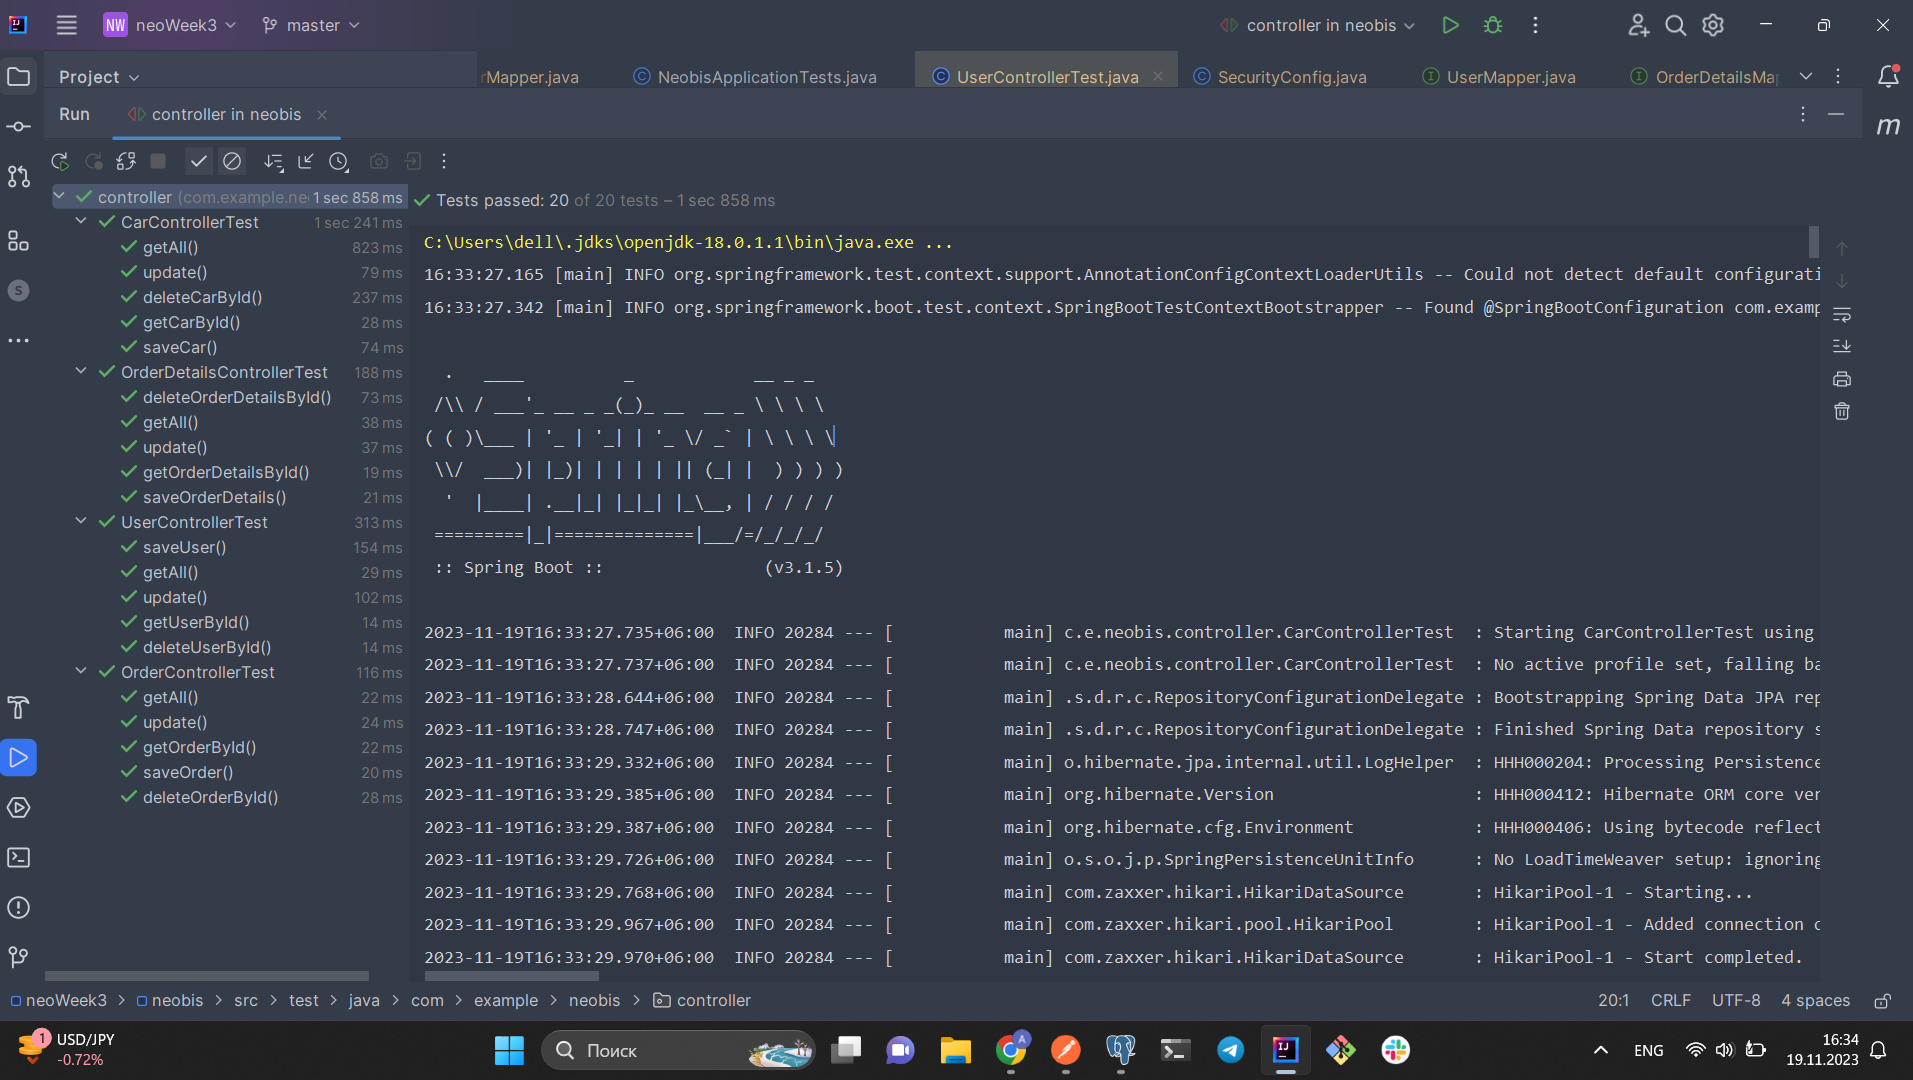 NW neoWeek3 master controller in neobis
Project rMapper.java NeobisApplicationTests.java UserControllerTest.java SecurityConfig.java UserMapper.java OrderDetailsMap
Run controller in neobis
controller (com.example.ne 1 sec 858 ms
CarControllerTest 1 sec 241 ms
getAll() 823 ms
update() 79 ms
deleteCarById() 237 ms
getCarById() 28 ms
saveCar() 74 ms
OrderDetailsControllerTest 188 ms
deleteOrderDetailsById() 73 ms
getAll() 38 ms
update() 37 ms
getOrderDetailsById() 19 ms
saveOrderDetails() 21 ms
UserControllerTest 313 ms
saveUser() 154 ms
getAll() 29 ms
update() 102 ms
getUserById() 14 ms
deleteUserById() 14 ms
OrderControllerTest 116 ms
getAll() 22 ms
update() 24 ms
getOrderById() 22 ms
saveOrder() 20 ms
deleteOrderById() 28 ms
Tests passed: 20 of 20 tests – 1 sec 858 ms
C:\Users\dell\.jdks\openjdk-18.0.1.1\bin\java.exe ...
16:33:27.165 [main] INFO org.springframework.test.context.support.AnnotationConfigContextLoaderUtils -- Could not detect default configurati
16:33:27.342 [main] INFO org.springframework.boot.test.context.SpringBootTestContextBootstrapper -- Found @SpringBootConfiguration com.examp
:: Spring Boot :: (v3.1.5)
2023-11-19T16:33:27.735+06:00 INFO 20284 --- [ main] c.e.neobis.controller.CarControllerTest : Starting CarControllerTest using
2023-11-19T16:33:27.737+06:00 INFO 20284 --- [ main] c.e.neobis.controller.CarControllerTest : No active profile set, falling ba
2023-11-19T16:33:28.644+06:00 INFO 20284 --- [ main] .s.d.r.c.RepositoryConfigurationDelegate : Bootstrapping Spring Data JPA rep
2023-11-19T16:33:28.747+06:00 INFO 20284 --- [ main] .s.d.r.c.RepositoryConfigurationDelegate : Finished Spring Data repository s
2023-11-19T16:33:29.332+06:00 INFO 20284 --- [ main] o.hibernate.jpa.internal.util.LogHelper : HHH000204: Processing Persistence
2023-11-19T16:33:29.385+06:00 INFO 20284 --- [ main] org.hibernate.Version : HHH000412: Hibernate ORM core ver
2023-11-19T16:33:29.387+06:00 INFO 20284 --- [ main] org.hibernate.cfg.Environment : HHH000406: Using bytecode reflect
2023-11-19T16:33:29.726+06:00 INFO 20284 --- [ main] o.s.o.j.p.SpringPersistenceUnitInfo : No LoadTimeWeaver setup: ignoring
2023-11-19T16:33:29.768+06:00 INFO 20284 --- [ main] com.zaxxer.hikari.HikariDataSource : HikariPool-1 - Starting...
2023-11-19T16:33:29.967+06:00 INFO 20284 --- [ main] com.zaxxer.hikari.pool.HikariPool : HikariPool-1 - Added connection c
2023-11-19T16:33:29.970+06:00 INFO 20284 --- [ main] com.zaxxer.hikari.HikariDataSource : HikariPool-1 - Start completed.
neoWeek3 > neobis > src > test > java > com > example > neobis > controller 20:1 CRLF UTF-8 4 spaces
1 USD/JPY
-0.72%
Поиск
ENG
16:34
19.11.2023